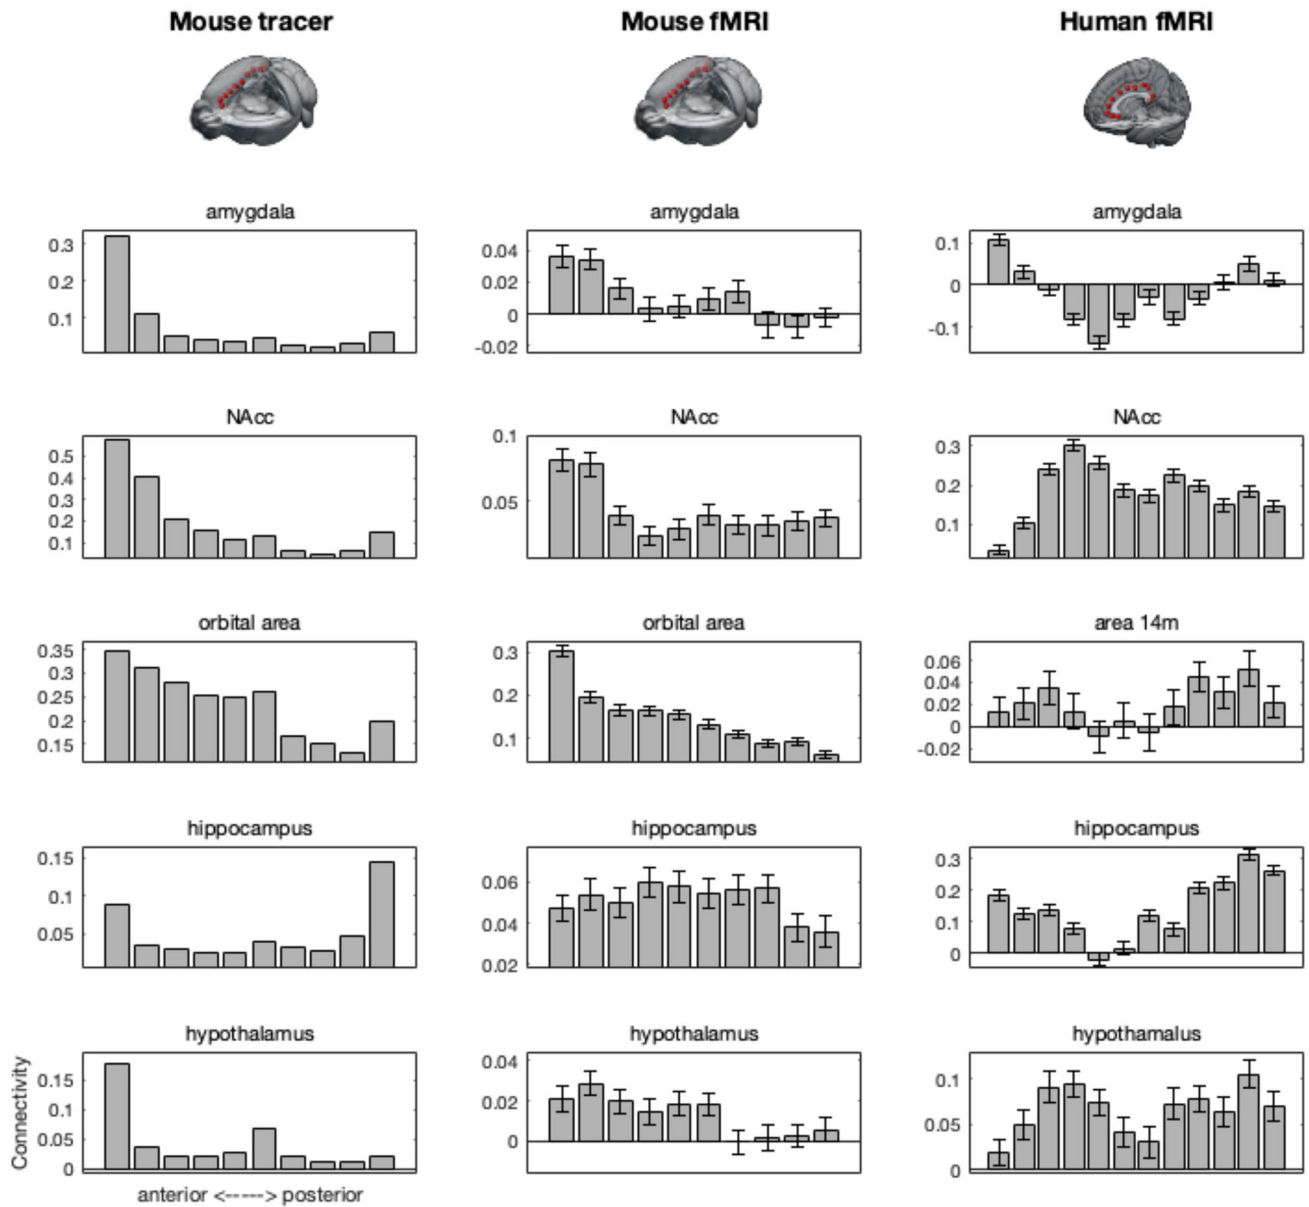 Mouse tracer Mouse fMRI Human fMRI
amygdala amygdala amygdala
0.3 0.04 0.1
0.2 0.02 0
0.1 0 -0.1
-0.02
NAcc NAcc NAcc
0.5 0.1 0.3
0.4 0.05 0.2
0.3 0.1
0.2
0.1
orbital area orbital area area 14m
0.35 0.3 0.06
0.3 0.2 0.04
0.25 0.1 0.02
0.2 0
0.15 -0.02
hippocampus hippocampus hippocampus
0.15 0.06 0.3
0.1 0.04 0.2
0.05 0.02 0.1
0
hypothalamus hypothalamus hypothamalus
0.15 0.04 0.1
0.1 0.02 0.05
0.05 0 0
0
Connectivity
anterior <-----> posterior